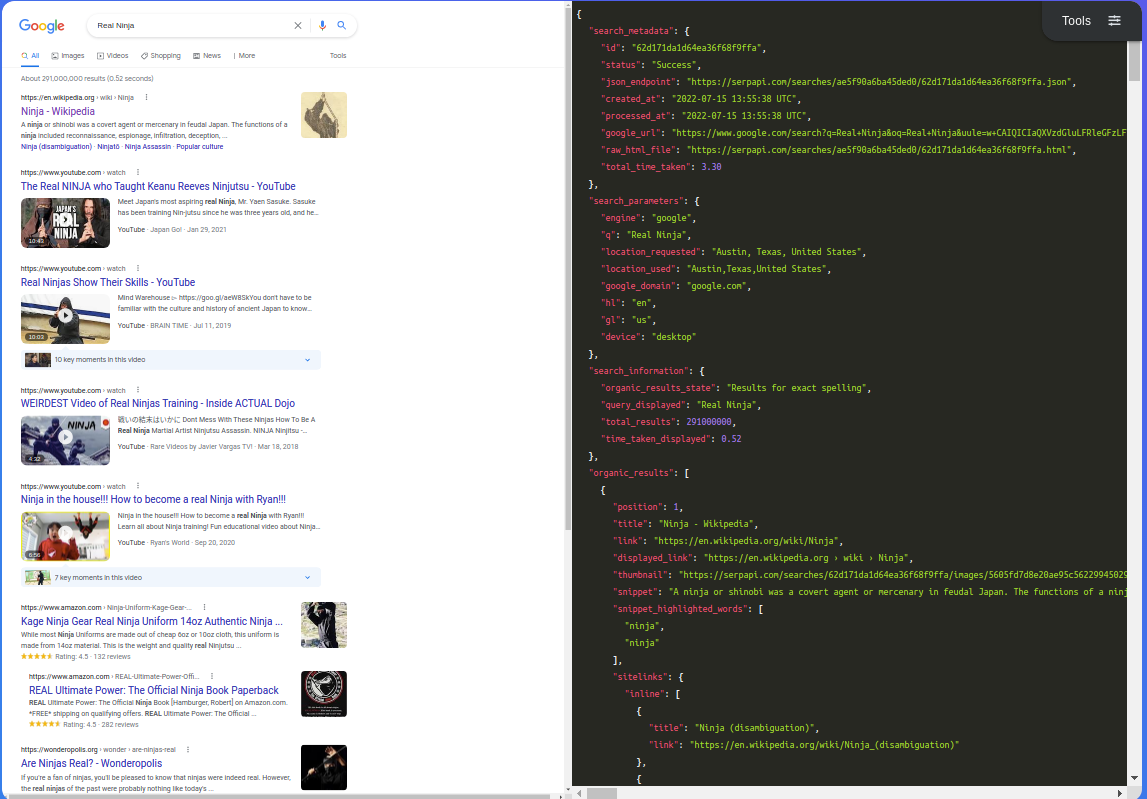 Google
Real Ninja
All Images Videos Shopping News More Tools
About 291,000,000 results (0.52 seconds)
https://en.wikipedia.org › wiki › Ninja
Ninja - Wikipedia
A ninja or shinobi was a covert agent or mercenary in feudal Japan. The functions of a
ninja included reconnaissance, espionage, infiltration, deception, ...
Ninja (disambiguation) · Ninjatō · Ninja Assassin · Popular culture
https://www.youtube.com › watch
The Real NINJA who Taught Keanu Reeves Ninjutsu - YouTube
JAPAN'S
REAL
NINJA
10:43
Meet Japan's most aspiring real Ninja, Mr. Yaen Sasuke. Sasuke
has been training Nin-jutsu since he was three years old, and he...
YouTube · Japan Go! · Jan 29, 2021
https://www.youtube.com › watch
Real Ninjas Show Their Skills - YouTube
10:03
Mind Warehouse ▻ https://goo.gl/aeW8SkYou don't have to be
familiar with the culture and history of ancient Japan to know...
YouTube · BRAIN TIME · Jul 11, 2019
10 key moments in this video
https://www.youtube.com › watch
WEIRDEST Video of Real Ninjas Training - Inside ACTUAL Dojo
NINJA
4:32
戦いの結末はいかに Dont Mess With These Ninjas How To Be A
Real Ninja Martial Artist Ninjutsu Assassin. NINJA Ninjitsu -...
YouTube · Rare Videos by Javier Vargas TV! · Mar 18, 2018
https://www.youtube.com › watch
Ninja in the house!!! How to become a real Ninja with Ryan!!!
6:56
Ninja in the house!!! How to become a real Ninja with Ryan!!!
Learn all about Ninja training! Fun educational video about Ninja...
YouTube · Ryan's World · Sep 20, 2020
7 key moments in this video
https://www.amazon.com › Ninja-Uniform-Kage-Gear-...
Kage Ninja Gear Real Ninja Uniform 14oz Authentic Ninja ...
While most Ninja Uniforms are made out of cheap 6oz or 10oz cloth, this uniform is
made from 14oz material. This is the weight and quality real Ninjutsu ...
Rating: 4.5 · 132 reviews
https://www.amazon.com › REAL-Ultimate-Power-Offi...
REAL Ultimate Power: The Official Ninja Book Paperback
REAL Ultimate Power: The Official Ninja Book [Hamburger, Robert] on Amazon.com.
*FREE* shipping on qualifying offers. REAL Ultimate Power: The Official ...
Rating: 4.5 · 282 reviews
https://wonderopolis.org › wonder › are-ninjas-real
Are Ninjas Real? - Wonderopolis
If you're a fan of ninjas, you'll be pleased to know that ninjas were indeed real. However,
the real ninjas of the past were probably nothing like today's ...
Tools
{
"search_metadata": {
"id": "62d171da1d64ea36f68f9ffa",
"status": "Success",
"json_endpoint": "https://serpapi.com/searches/ae5f90a6ba45ded0/62d171da1d64ea36f68f9ffa.json",
"created_at": "2022-07-15 13:55:38 UTC",
"processed_at": "2022-07-15 13:55:38 UTC",
"google_url": "https://www.google.com/search?q=Real+Ninja&oq=Real+Ninja&uule=w+CAIQICIaQXVzdGluLFRleGFzLF
"raw_html_file": "https://serpapi.com/searches/ae5f90a6ba45ded0/62d171da1d64ea36f68f9ffa.html",
"total_time_taken": 3.30
},
"search_parameters": {
"engine": "google",
"q": "Real Ninja",
"location_requested": "Austin, Texas, United States",
"location_used": "Austin,Texas,United States",
"google_domain": "google.com",
"hl": "en",
"gl": "us",
"device": "desktop"
},
"search_information": {
"organic_results_state": "Results for exact spelling",
"query_displayed": "Real Ninja",
"total_results": 291000000,
"time_taken_displayed": 0.52
},
"organic_results": [
{
"position": 1,
"title": "Ninja - Wikipedia",
"link": "https://en.wikipedia.org/wiki/Ninja",
"displayed_link": "https://en.wikipedia.org › wiki › Ninja",
"thumbnail": "https://serpapi.com/searches/62d171da1d64ea36f68f9ffa/images/5605fd7d8e20ae95c5622994502​9
"snippet": "A ninja or shinobi was a covert agent or mercenary in feudal Japan. The functions of a ninj
"snippet_highlighted_words": [
"ninja",
"ninja"
],
"sitelinks": {
"inline": [
{
"title": "Ninja (disambiguation)",
"link": "https://en.wikipedia.org/wiki/Ninja_(disambiguation)"
},
{